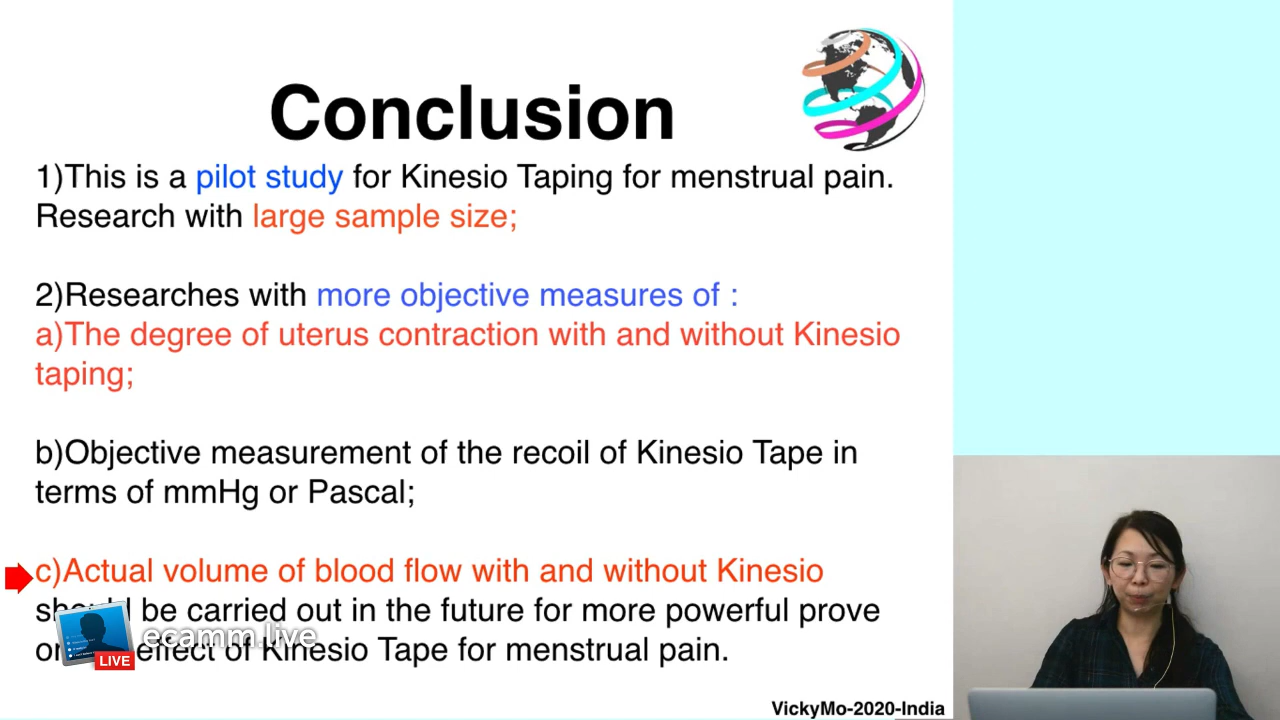 Conclusion
1)This is a pilot study for Kinesio Taping for menstrual pain.
Research with large sample size;
2)Researches with more objective measures of :
a)The degree of uterus contraction with and without Kinesio
taping;
b)Objective measurement of the recoil of Kinesio Tape in
terms of mmHg or Pascal;
c)Actual volume of blood flow with and without Kinesio
be carried out in the future for more powerful prove
effect of Kinesio Tape for menstrual pain.
ecamm.live
LIVE
VickyMo-2020-India